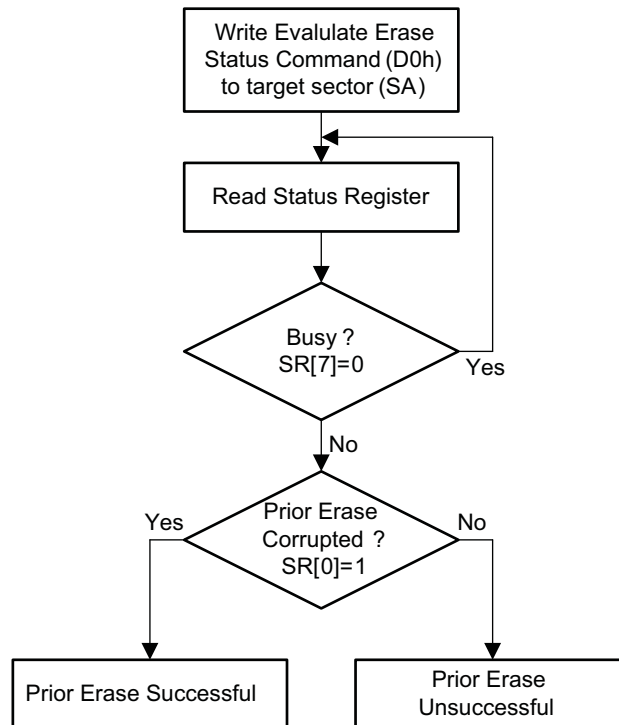 Write Evalulate Erase
Status Command (D0h)
to target sector (SA)
Read Status Register
Busy ?
SR[7]=0
Yes
No
Yes
Prior Erase
Corrupted ?
SR[0]=1
No
Prior Erase Successful
Prior Erase
Unsuccessful